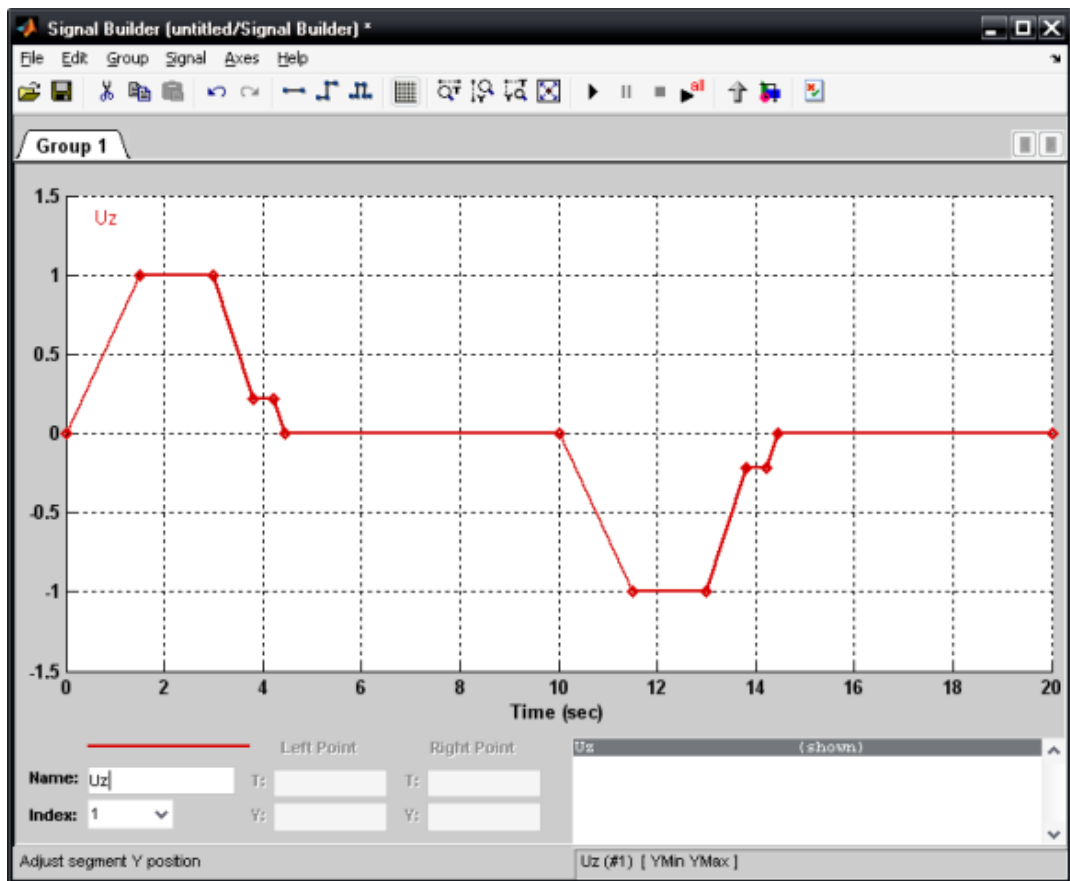 Signal Builder (untitled/Signal Builder) *
File Edit Group Signal Axes Help
all
Group 1
Uz
1.5
1
0.5
0
-0.5
-1
-1.5
0 2 4 6 8 10 12 14 16 18 20
Time (sec)
Left Point Right Point
Name: Uz T: T:
Index: 1 Y: Y:
Uz (shown)
Adjust segment Y position
Uz (#1) [ YMin YMax ]